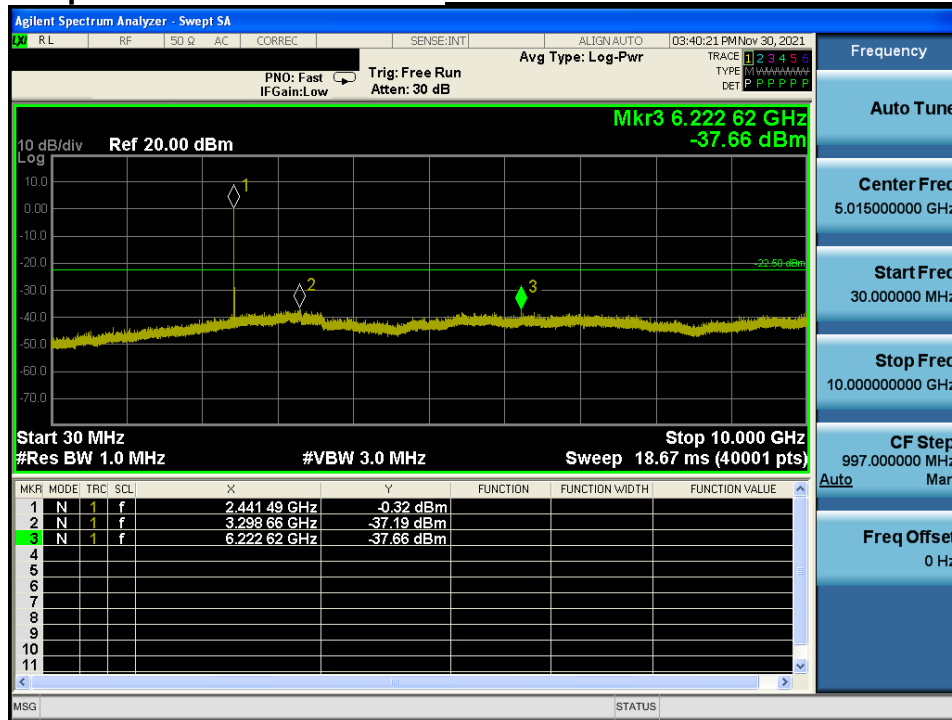 Agilent Spectrum Analyzer - Swept SA
LXI RL RF 50 Ω AC CORREC SENSE:INT ALIGN AUTO 03:40:21 PM Nov 30, 2021
Frequency
Avg Type: Log-Pwr
TRACE 1 2 3 4 5 6
PNO: Fast Trig: Free Run
TYPE M
IFGain:Low Atten: 30 dB
DET P P P P P P
Auto Tune
Mkr3 6.222 62 GHz
-37.66 dBm
10 dB/div Ref 20.00 dBm
Log
10.0
0.00
-10.0
-20.0
-30.0
-40.0
-50.0
-60.0
-70.0
1
2
3
-22.50 dBm
Center Freq
5.015000000 GHz
Start Freq
30.000000 MHz
Stop Freq
10.000000000 GHz
CF Step
997.000000 MHz
Auto Man
Freq Offset
0 Hz
Start 30 MHz Stop 10.000 GHz
#Res BW 1.0 MHz #VBW 3.0 MHz Sweep 18.67 ms (40001 pts)
MKR MODE TRC SCL X Y FUNCTION FUNCTION WIDTH FUNCTION VALUE
1 N 1 f 2.441 49 GHz -0.32 dBm
2 N 1 f 3.298 66 GHz -37.19 dBm
3 N 1 f 6.222 62 GHz -37.66 dBm
4
5
6
7
8
9
10
11
MSG STATUS